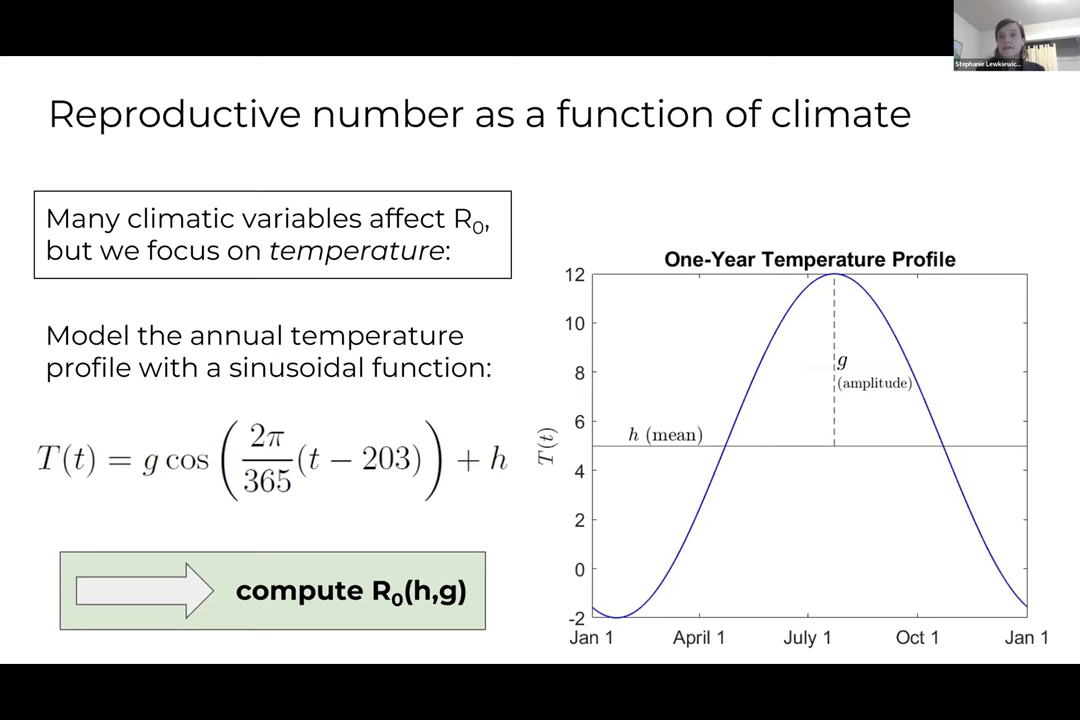 Stephanie Lewkiewic...
Reproductive number as a function of climate
Many climatic variables affect R₀,
but we focus on temperature:
Model the annual temperature
profile with a sinusoidal function:
T(t) = g cos(2π/365 (t − 203)) + h
compute R₀(h,g)
One-Year Temperature Profile
12
10
8
6
4
2
0
-2
T(t)
g
(amplitude)
h (mean)
Jan 1 April 1 July 1 Oct 1 Jan 1